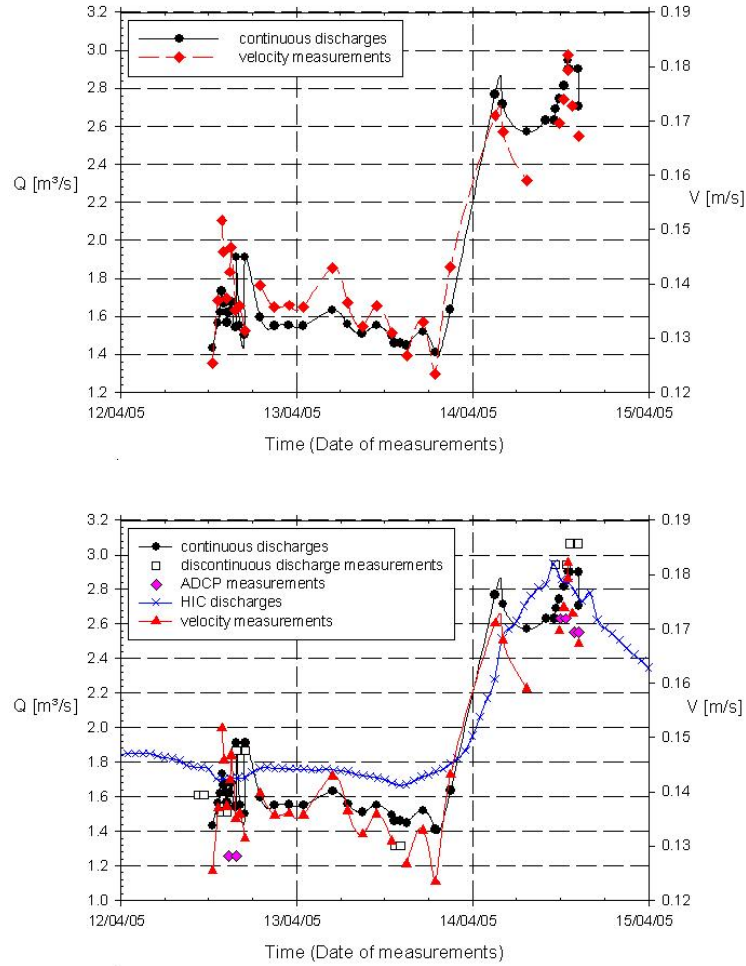 3.2
3.0
2.8
2.6
2.4
2.2
2.0
1.8
1.6
1.4
1.2
Q [m³/s]
continuous discharges
velocity measurements
0.19
0.18
0.17
0.16
0.15
0.14
0.13
0.12
V [m/s]
12/04/05 13/04/05 14/04/05 15/04/05
Time (Date of measurements)
3.2
3.0
2.8
2.6
2.4
2.2
2.0
1.8
1.6
1.4
1.2
1.0
Q [m³/s]
continuous discharges
discontinuous discharge measurements
ADCP measurements
HIC discharges
velocity measurements
0.19
0.18
0.17
0.16
0.15
0.14
0.13
0.12
V [m/s]
12/04/05 13/04/05 14/04/05 15/04/05
Time (Date of measurements)